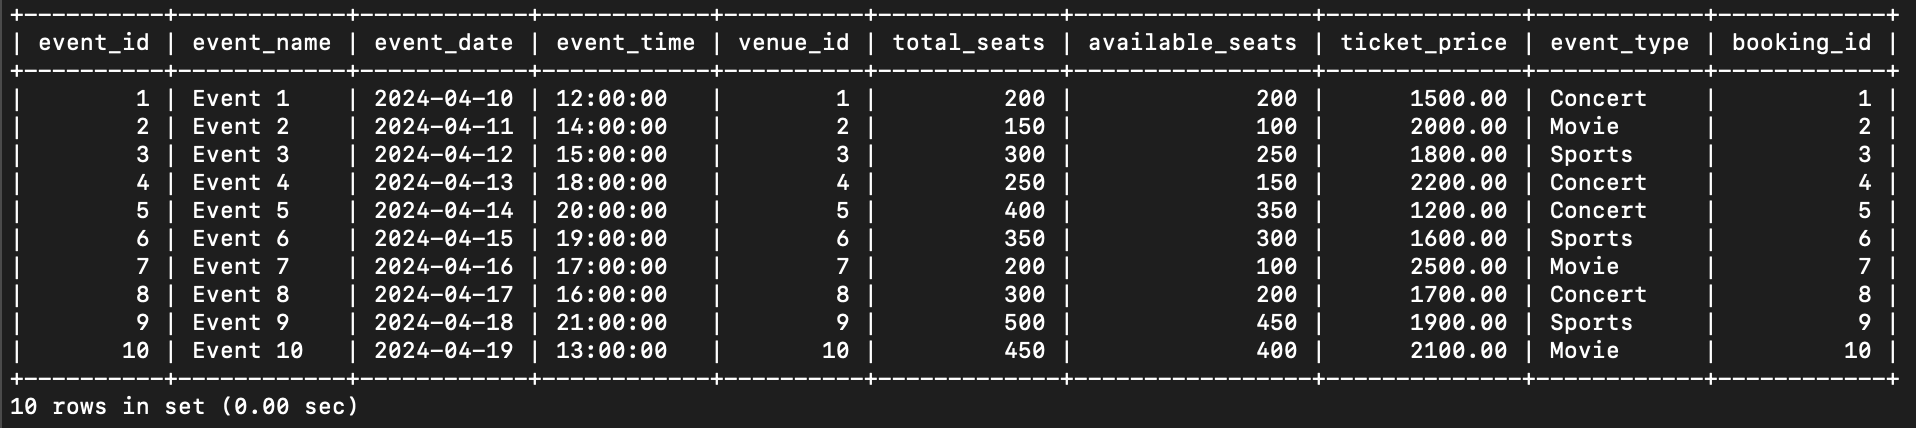 +----------+------------+------------+------------+----------+-------------+-----------------+--------------+------------+------------+
| event_id | event_name | event_date | event_time | venue_id | total_seats | available_seats | ticket_price | event_type | booking_id |
+----------+------------+------------+------------+----------+-------------+-----------------+--------------+------------+------------+
|        1 | Event 1    | 2024-04-10 | 12:00:00   |        1 |         200 |             200 |      1500.00 | Concert    |          1 |
|        2 | Event 2    | 2024-04-11 | 14:00:00   |        2 |         150 |             100 |      2000.00 | Movie      |          2 |
|        3 | Event 3    | 2024-04-12 | 15:00:00   |        3 |         300 |             250 |      1800.00 | Sports     |          3 |
|        4 | Event 4    | 2024-04-13 | 18:00:00   |        4 |         250 |             150 |      2200.00 | Concert    |          4 |
|        5 | Event 5    | 2024-04-14 | 20:00:00   |        5 |         400 |             350 |      1200.00 | Concert    |          5 |
|        6 | Event 6    | 2024-04-15 | 19:00:00   |        6 |         350 |             300 |      1600.00 | Sports     |          6 |
|        7 | Event 7    | 2024-04-16 | 17:00:00   |        7 |         200 |             100 |      2500.00 | Movie      |          7 |
|        8 | Event 8    | 2024-04-17 | 16:00:00   |        8 |         300 |             200 |      1700.00 | Concert    |          8 |
|        9 | Event 9    | 2024-04-18 | 21:00:00   |        9 |         500 |             450 |      1900.00 | Sports     |          9 |
|       10 | Event 10   | 2024-04-19 | 13:00:00   |       10 |         450 |             400 |      2100.00 | Movie      |         10 |
+----------+------------+------------+------------+----------+-------------+-----------------+--------------+------------+------------+
10 rows in set (0.00 sec)